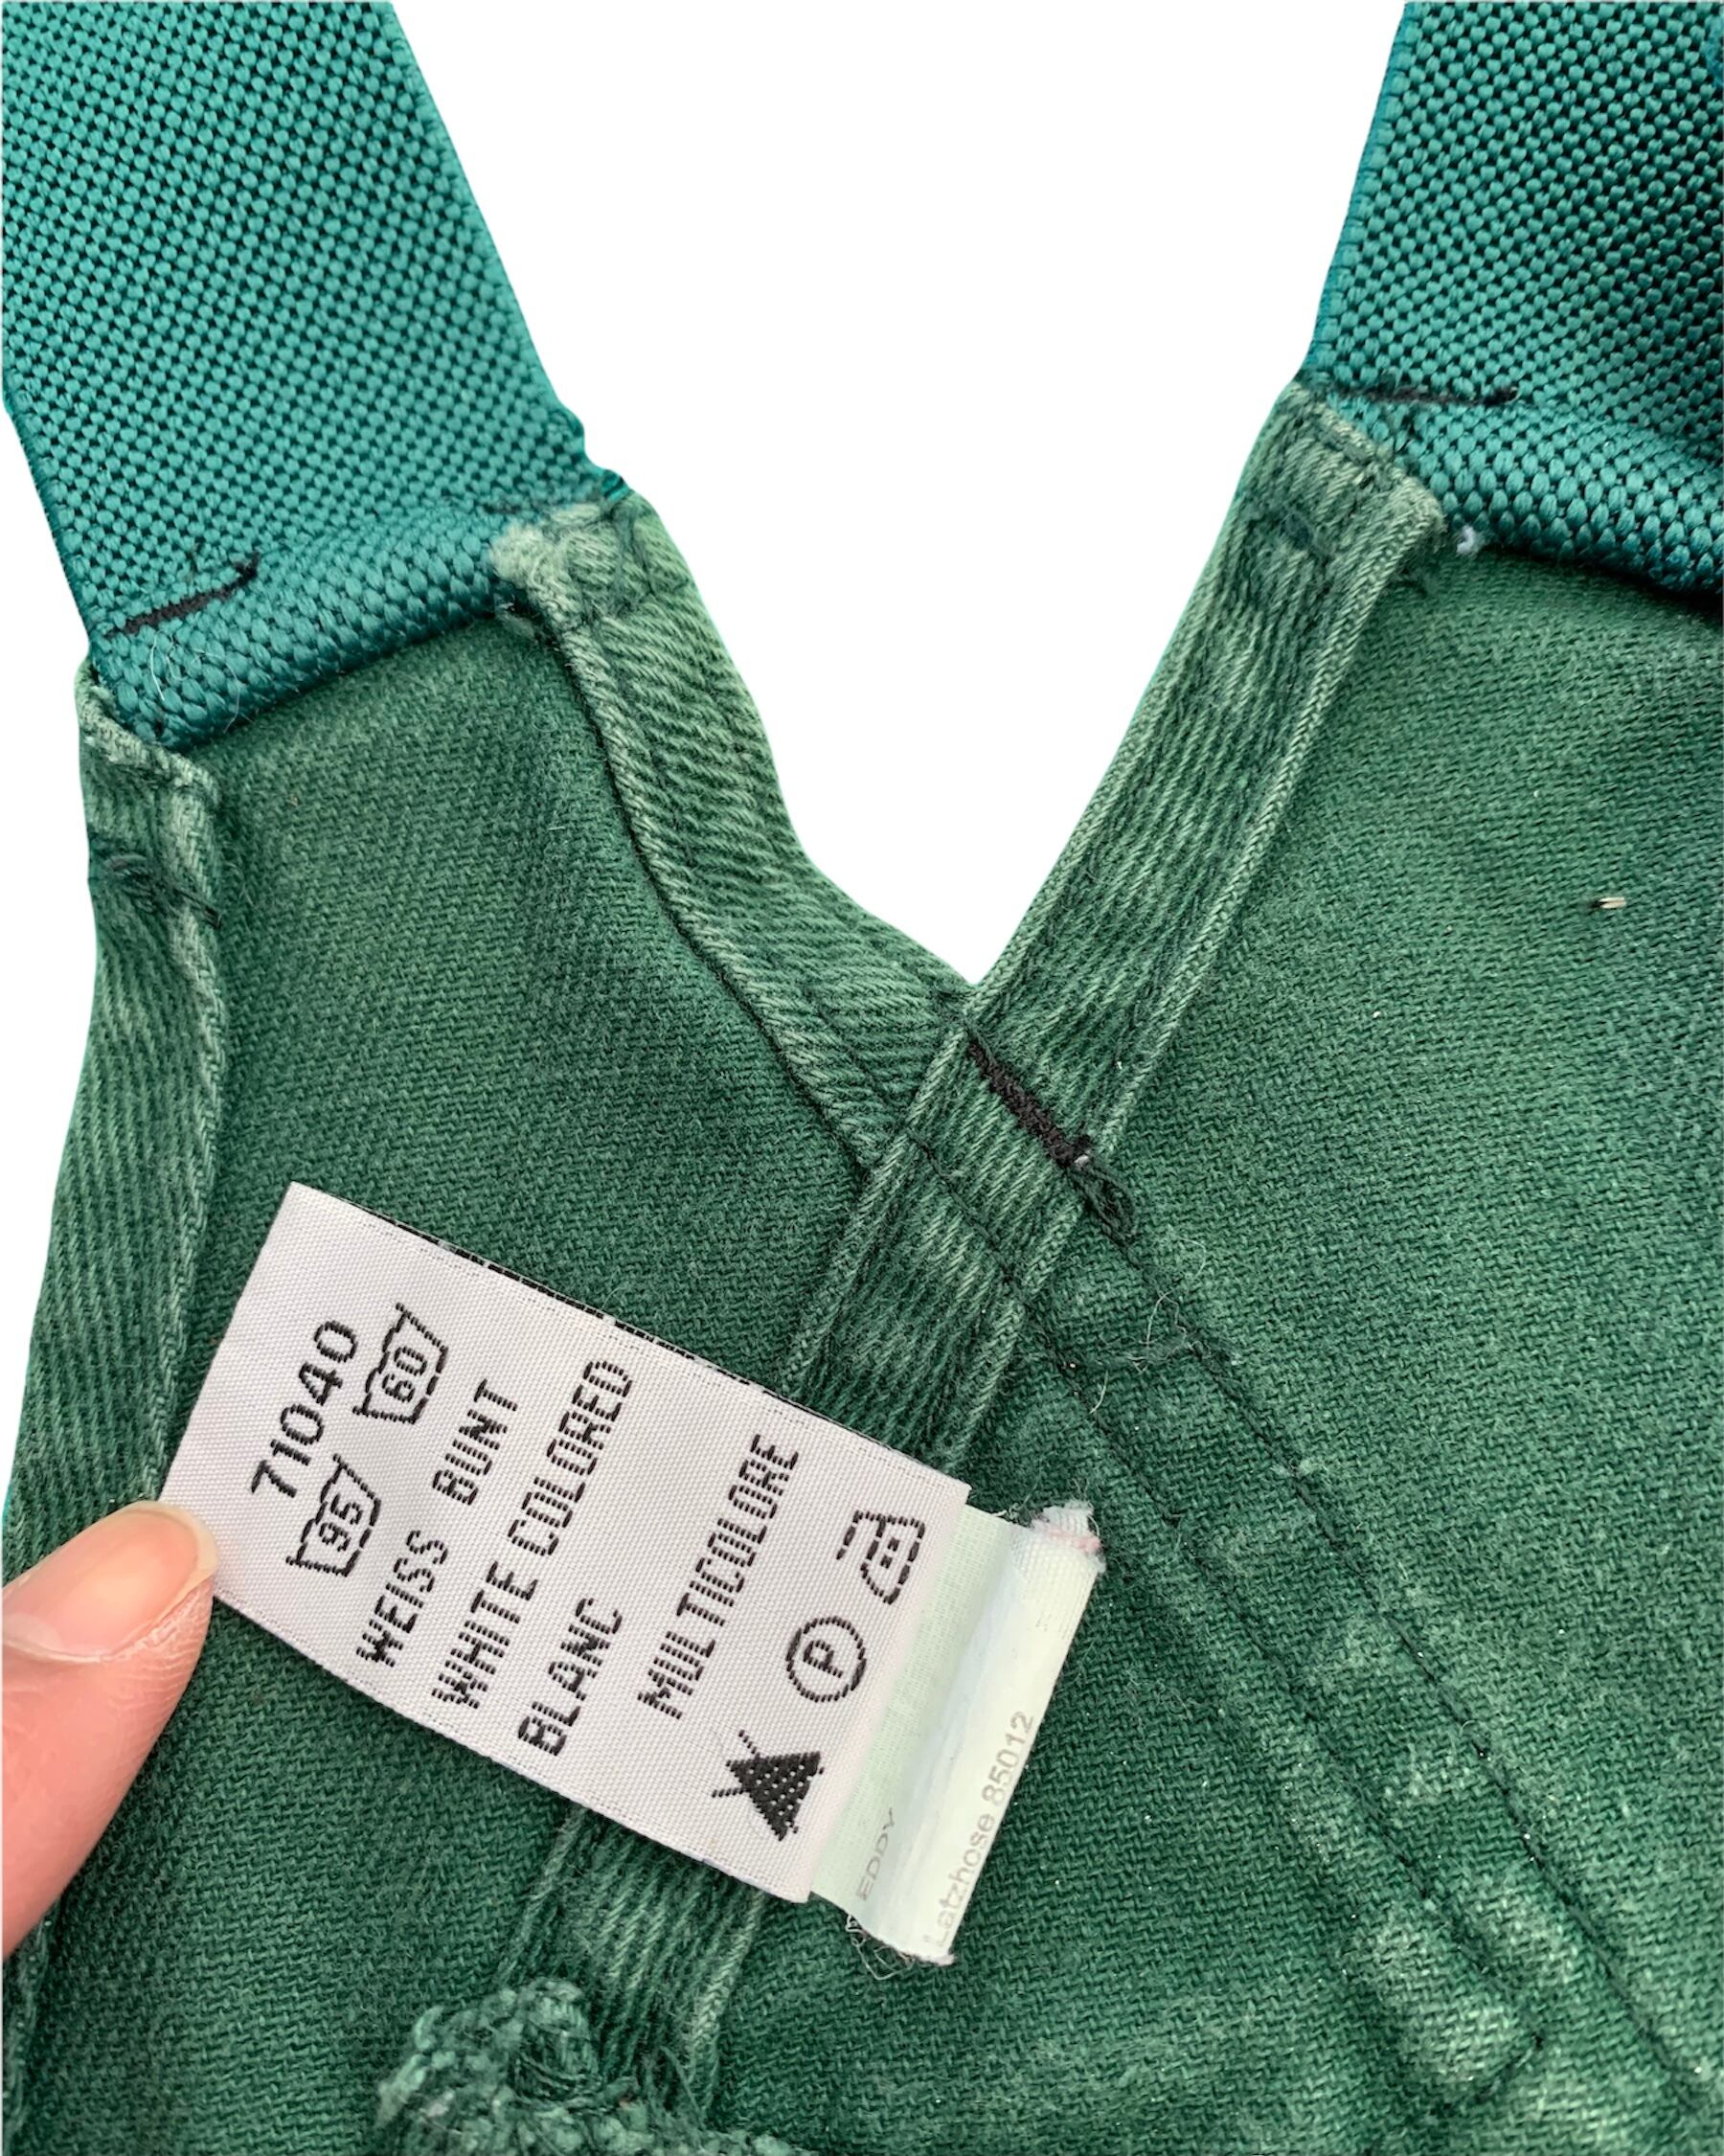 71040
95 60
WEISS BUNT
WHITE COLORED
BLANC
MULTICOLORE
P
EDDY
Latzhose 85012